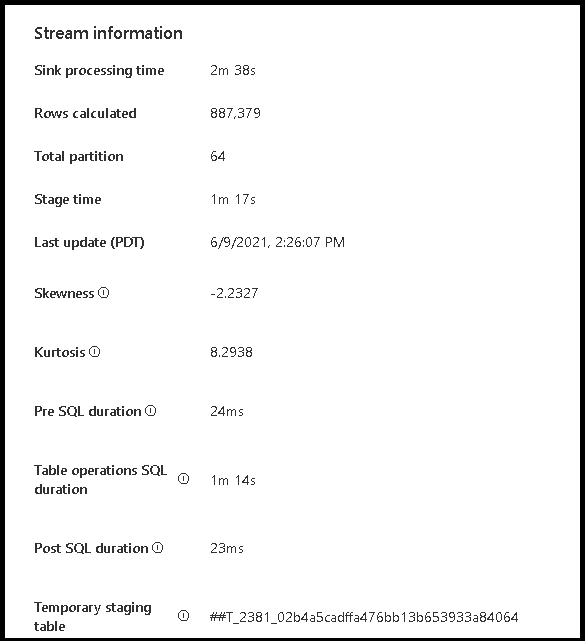 Stream information
Sink processing time 2m 38s
Rows calculated 887,379
Total partition 64
Stage time 1m 17s
Last update (PDT) 6/9/2021, 2:26:07 PM
Skewness -2.2327
Kurtosis 8.2938
Pre SQL duration 24ms
Table operations SQL
duration 1m 14s
Post SQL duration 23ms
Temporary staging
table ##T_2381_02b4a5cadffa476bb13b653933a84064